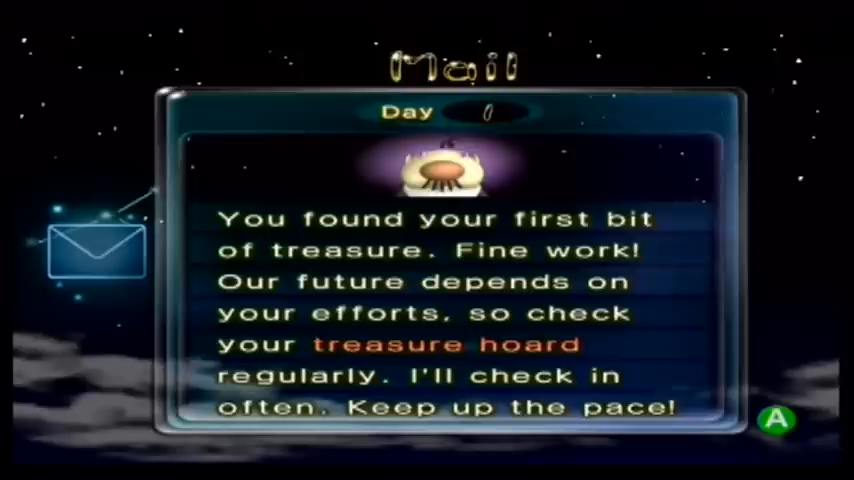 Mail
Day 1
You found your first bit
of treasure. Fine work!
Our future depends on
your efforts, so check
your treasure hoard
regularly. I'll check in
often. Keep up the pace!
A